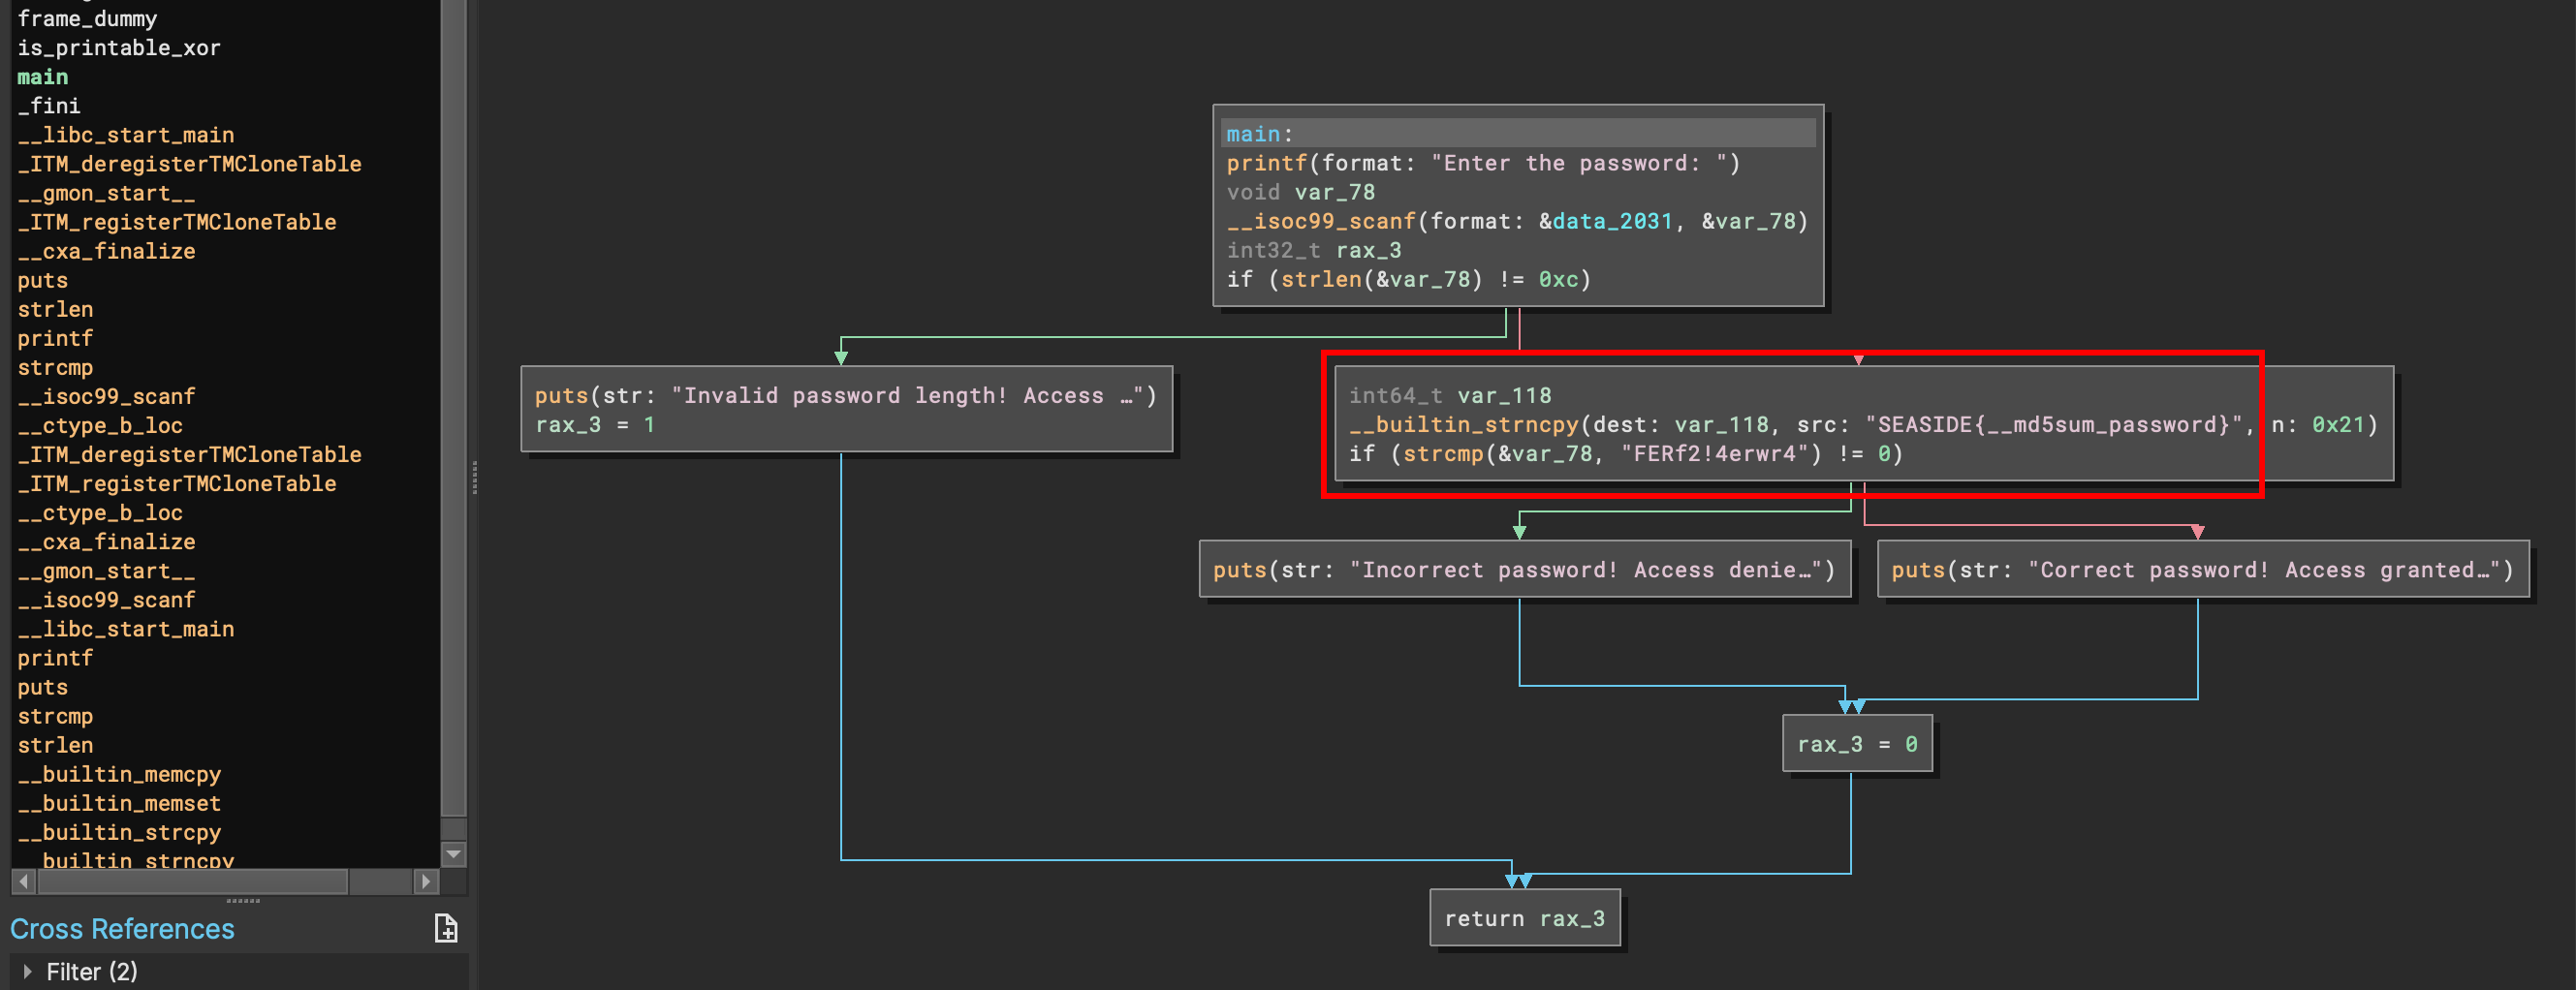 frame_dummy
is_printable_xor
main
_fini
__libc_start_main
_ITM_deregisterTMCloneTable
__gmon_start__
_ITM_registerTMCloneTable
__cxa_finalize
puts
strlen
printf
strcmp
__isoc99_scanf
__ctype_b_loc
_ITM_deregisterTMCloneTable
_ITM_registerTMCloneTable
__ctype_b_loc
__cxa_finalize
__gmon_start__
__isoc99_scanf
__libc_start_main
printf
puts
strcmp
strlen
__builtin_memcpy
__builtin_memset
__builtin_strcpy
__builtin_strncpy
Cross References
Filter (2)
main:
printf(format: "Enter the password: ")
void var_78
__isoc99_scanf(format: &data_2031, &var_78)
int32_t rax_3
if (strlen(&var_78) != 0xc)
puts(str: "Invalid password length! Access …")
rax_3 = 1
int64_t var_118
__builtin_strncpy(dest: var_118, src: "SEASIDE{__md5sum_password}", n: 0x21)
if (strcmp(&var_78, "FERf2!4erwr4") != 0)
puts(str: "Incorrect password! Access denie…")
puts(str: "Correct password! Access granted…")
rax_3 = 0
return rax_3